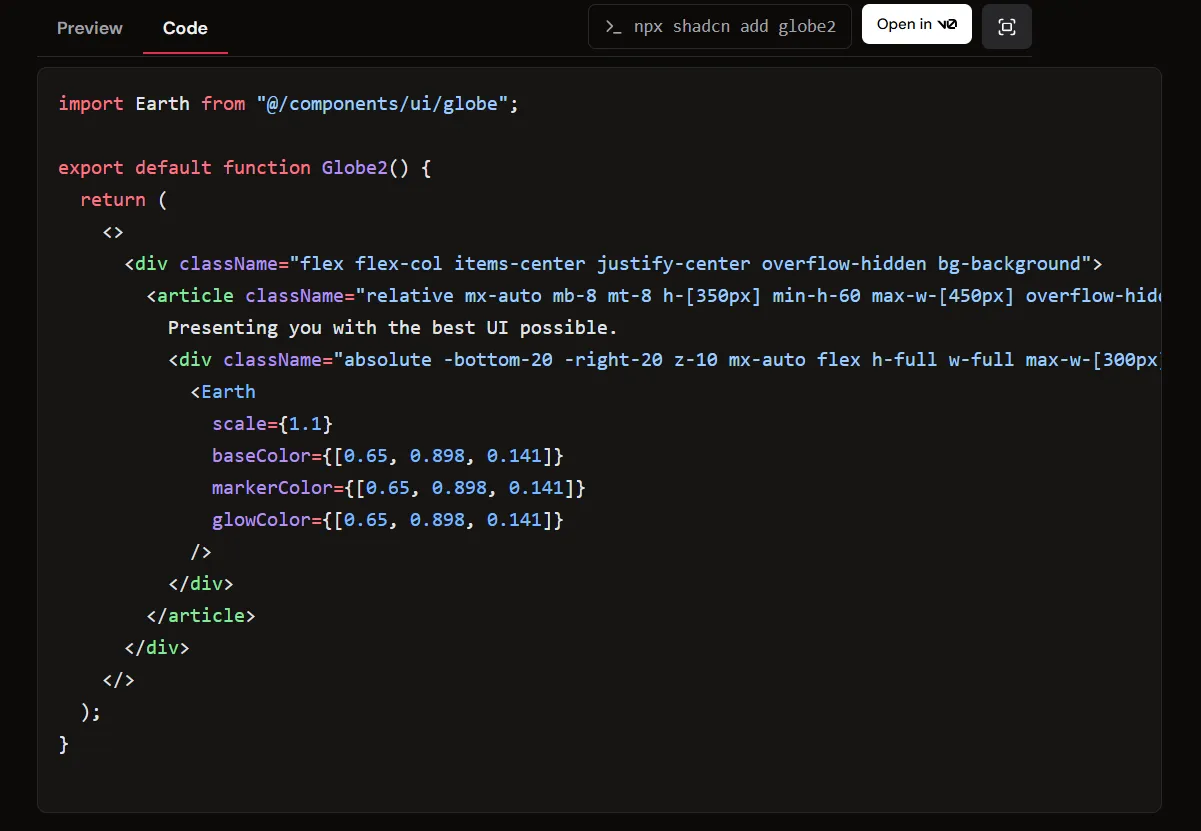 Preview Code >_ npx shadcn add globe2 Open in v0
import Earth from "@/components/ui/globe";
export default function Globe2() {
return (
<>
<div className="flex flex-col items-center justify-center overflow-hidden bg-background">
<article className="relative mx-auto mb-8 mt-8 h-[350px] min-h-60 max-w-[450px]
Presenting you with the best UI possible.
<div className="absolute -bottom-20 -right-20 z-10 mx-auto flex h-full w-full max-w-[300px]
<Earth
scale={1.1}
baseColor={[0.65, 0.898, 0.141]}
markerColor={[0.65, 0.898, 0.141]}
glowColor={[0.65, 0.898, 0.141]}
/>
</div>
</article>
</div>
</>
);
}